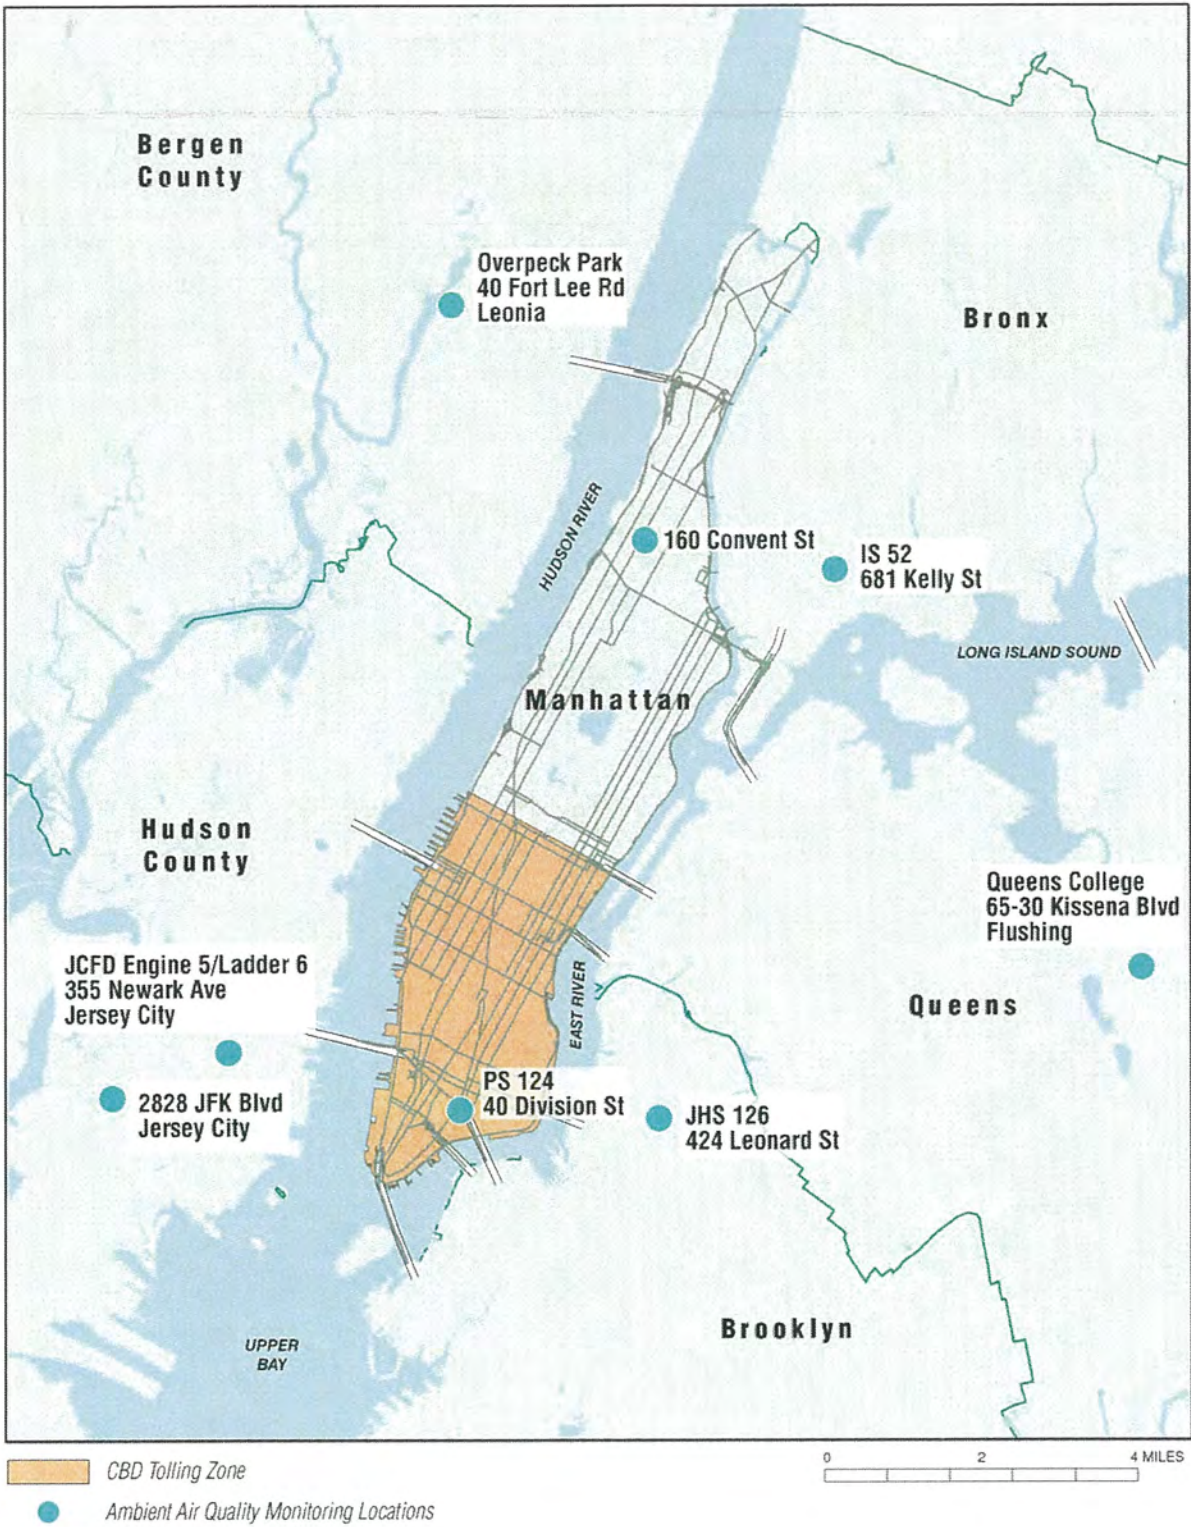 Bergen
County
Overpeck Park
40 Fort Lee Rd
Leonia
Bronx
HUDSON RIVER
160 Convent St
IS 52
681 Kelly St
LONG ISLAND SOUND
Manhattan
Hudson
County
Queens College
65-30 Kissena Blvd
Flushing
JCFD Engine 5/Ladder 6
355 Newark Ave
Jersey City
EAST RIVER
Queens
2828 JFK Blvd
Jersey City
PS 124
40 Division St
JHS 126
424 Leonard St
Brooklyn
UPPER
BAY
0 2 4 MILES
CBD Tolling Zone
Ambient Air Quality Monitoring Locations